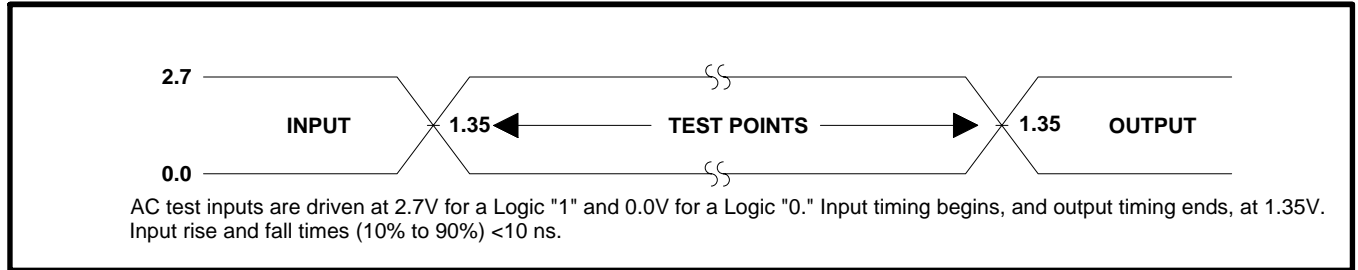 2.7
INPUT 1.35 TEST POINTS 1.35 OUTPUT
0.0
AC test inputs are driven at 2.7V for a Logic "1" and 0.0V for a Logic "0." Input timing begins, and output timing ends, at 1.35V.
Input rise and fall times (10% to 90%) <10 ns.